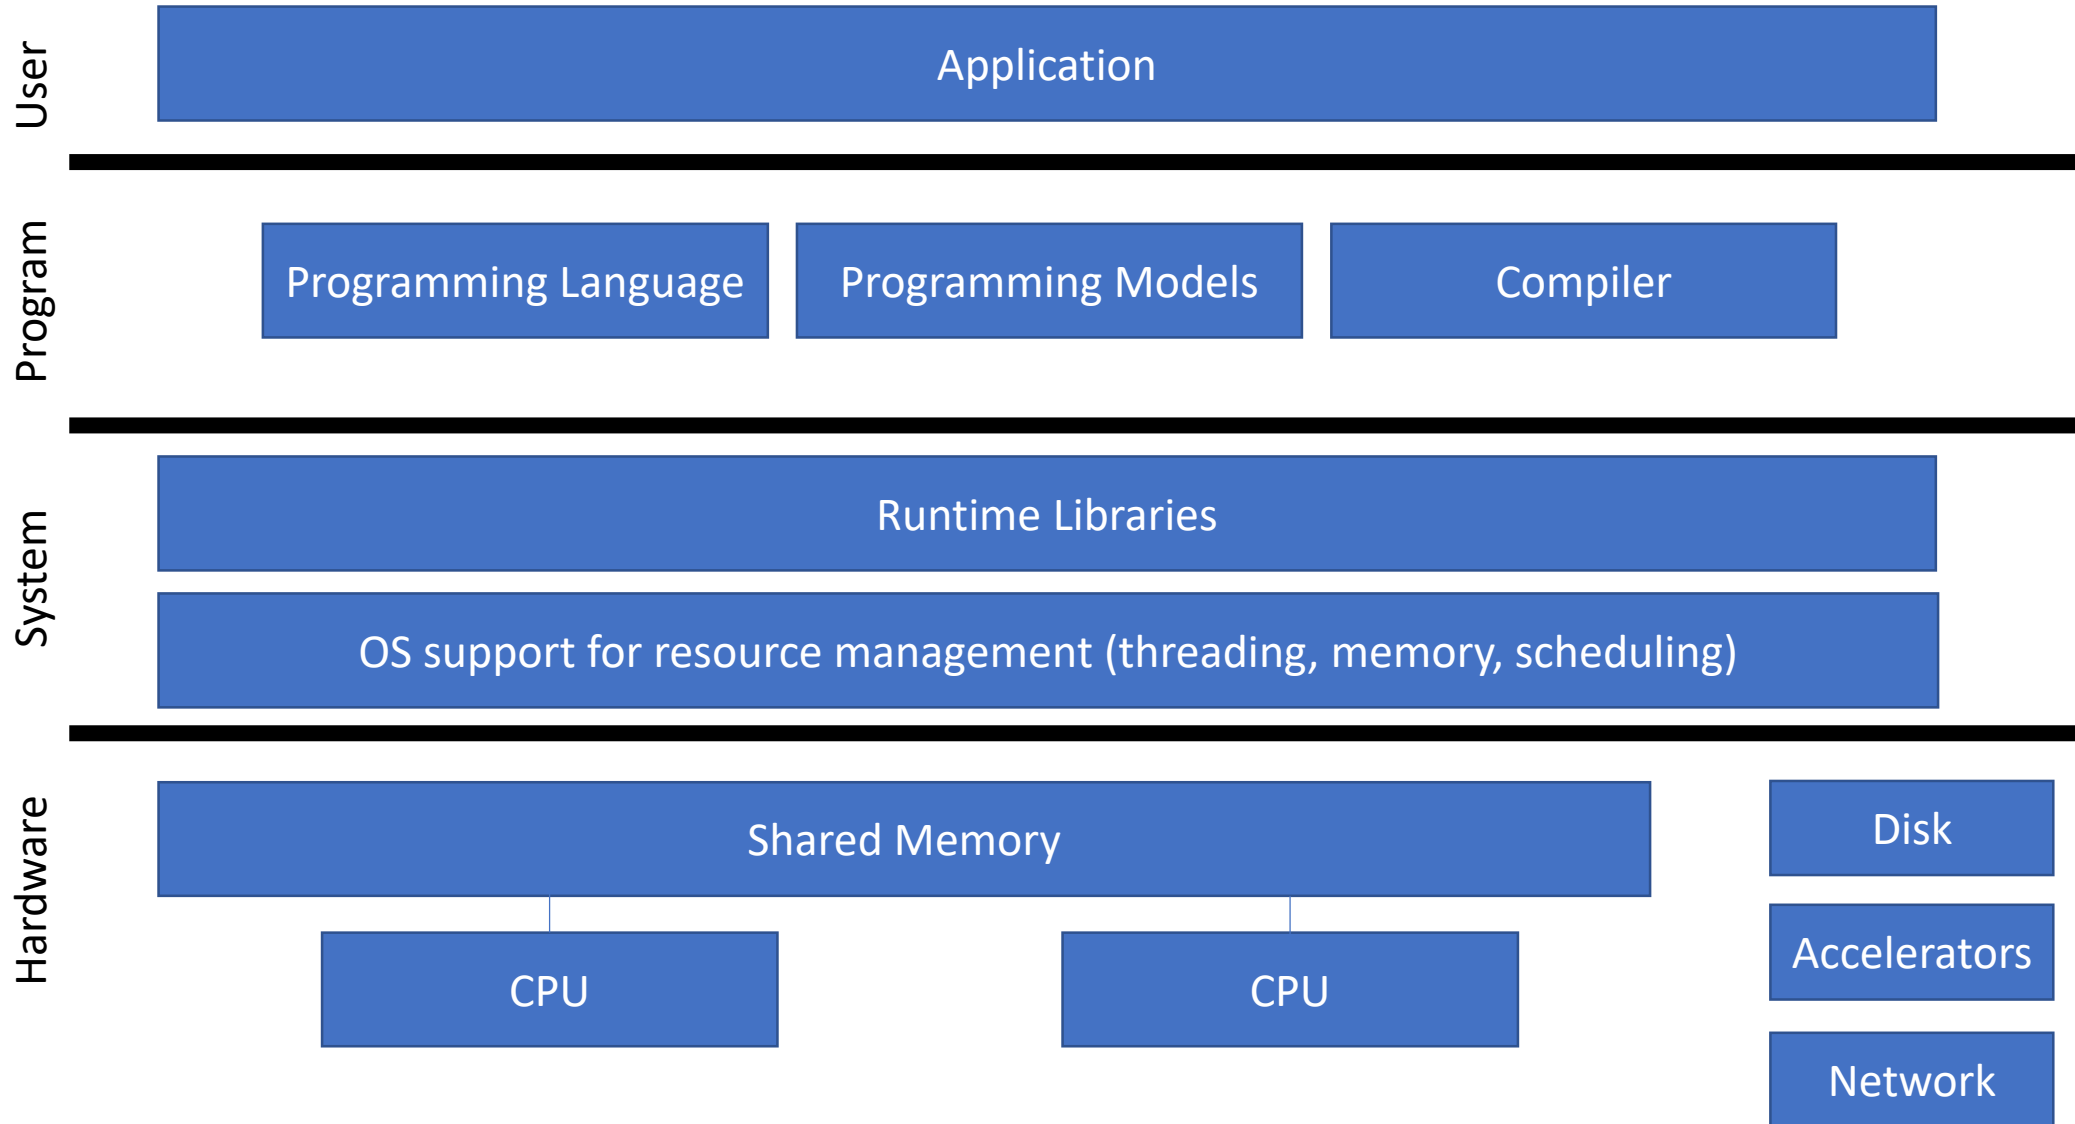 User
Application
Program
Programming Language
Programming Models
Compiler
System
Runtime Libraries
OS support for resource management (threading, memory, scheduling)
Hardware
Shared Memory
CPU
CPU
Disk
Accelerators
Network